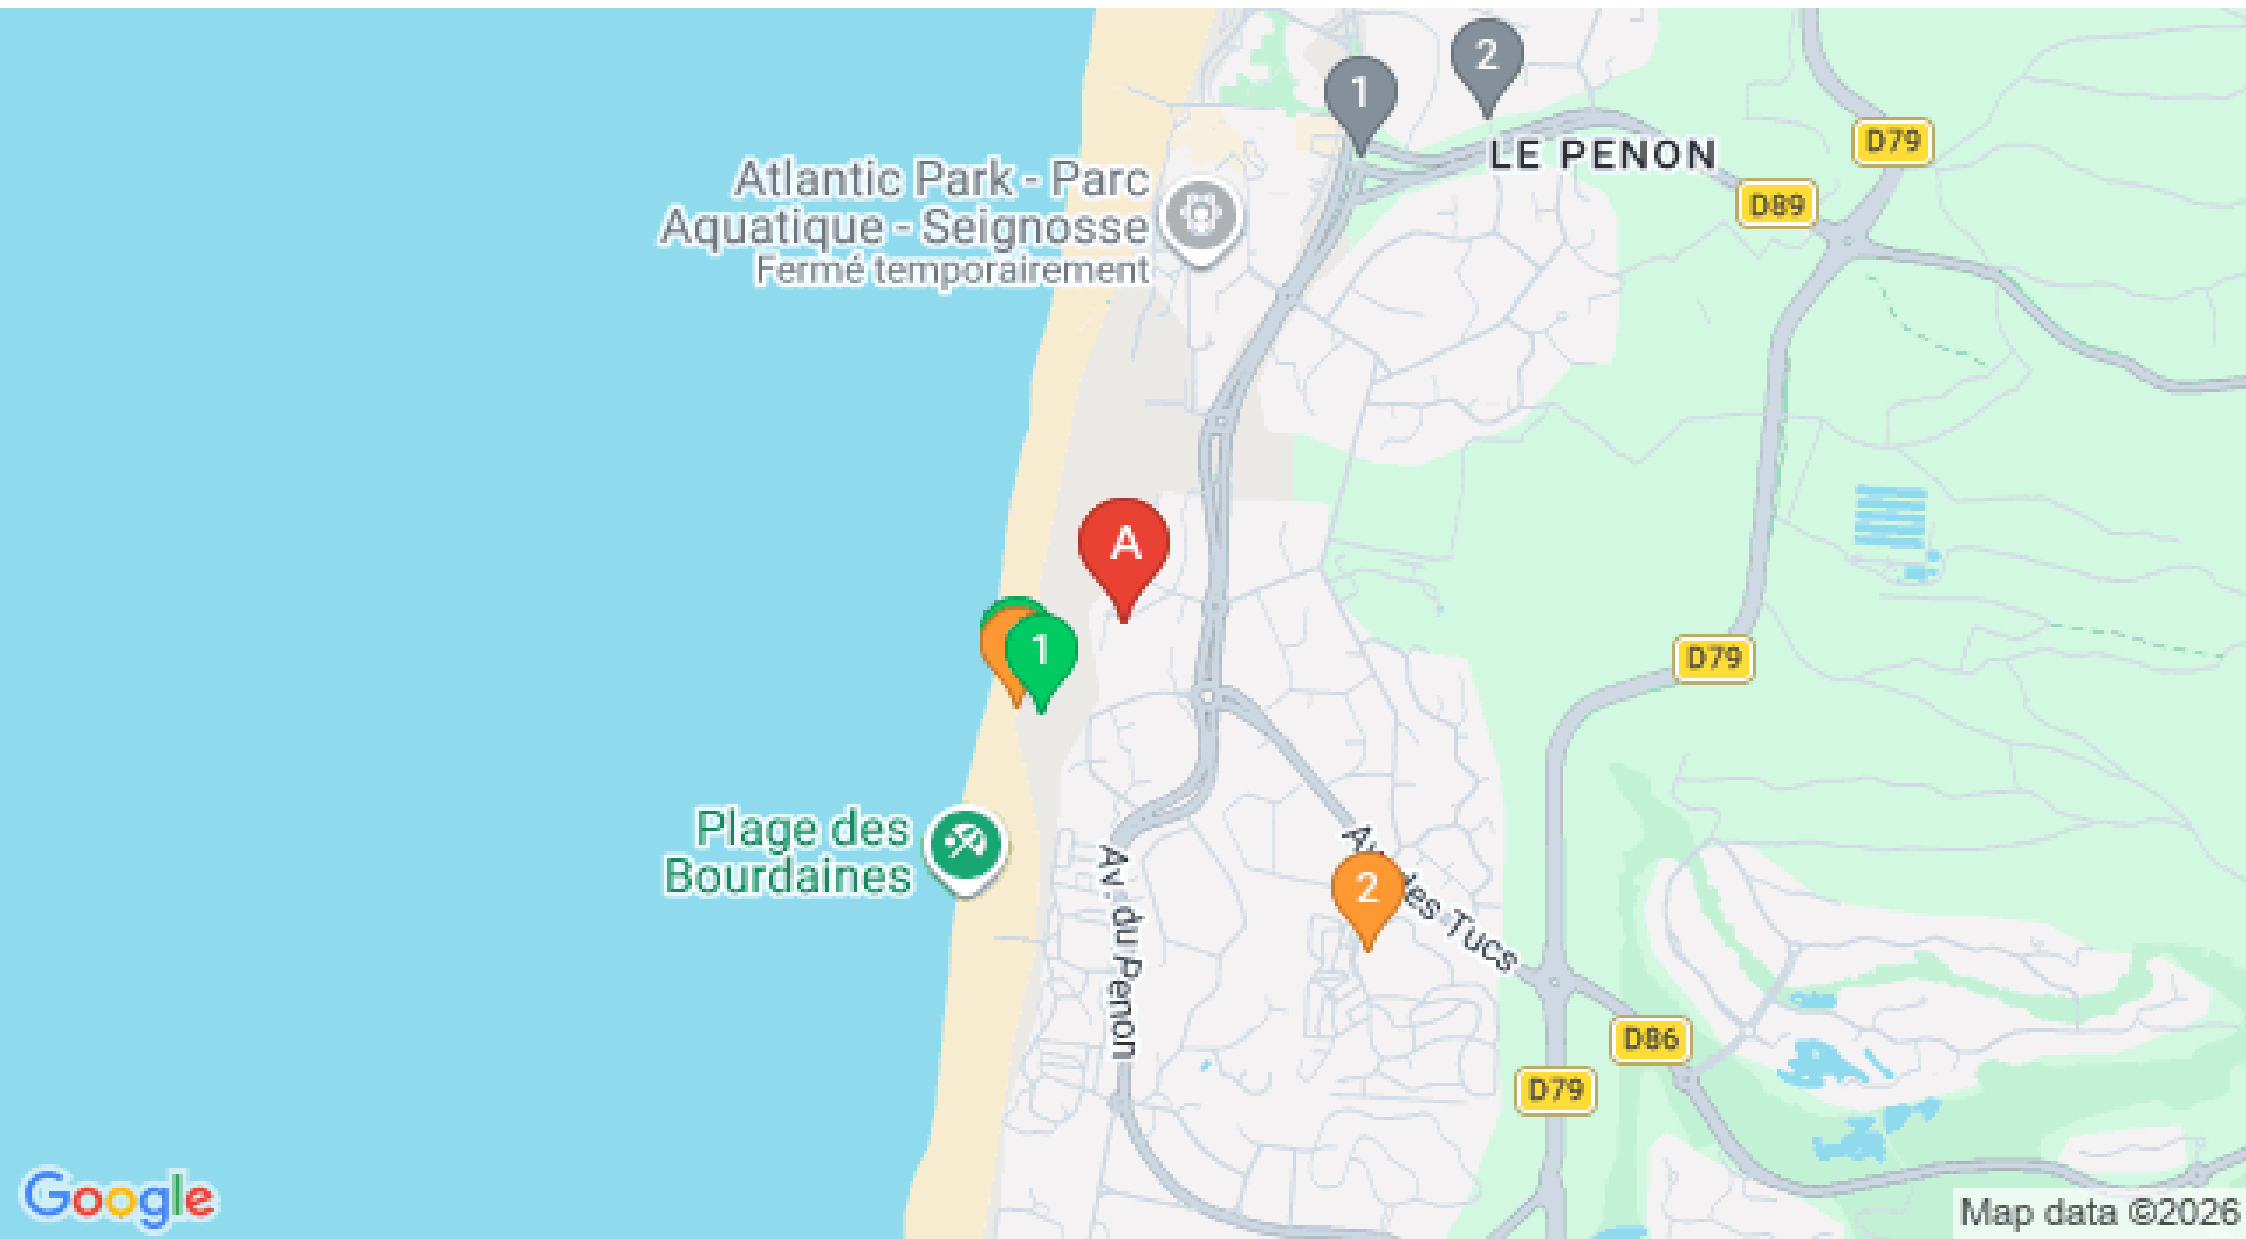 2
1
D79
LE PENON
Atlantic Park - Parc
Aquatique - Seignosse
Fermé temporairement
D89
A
1
D79
Plage des
Bourdaines
Av. du Penon
2
D86
D79
Google
Map data ©2026